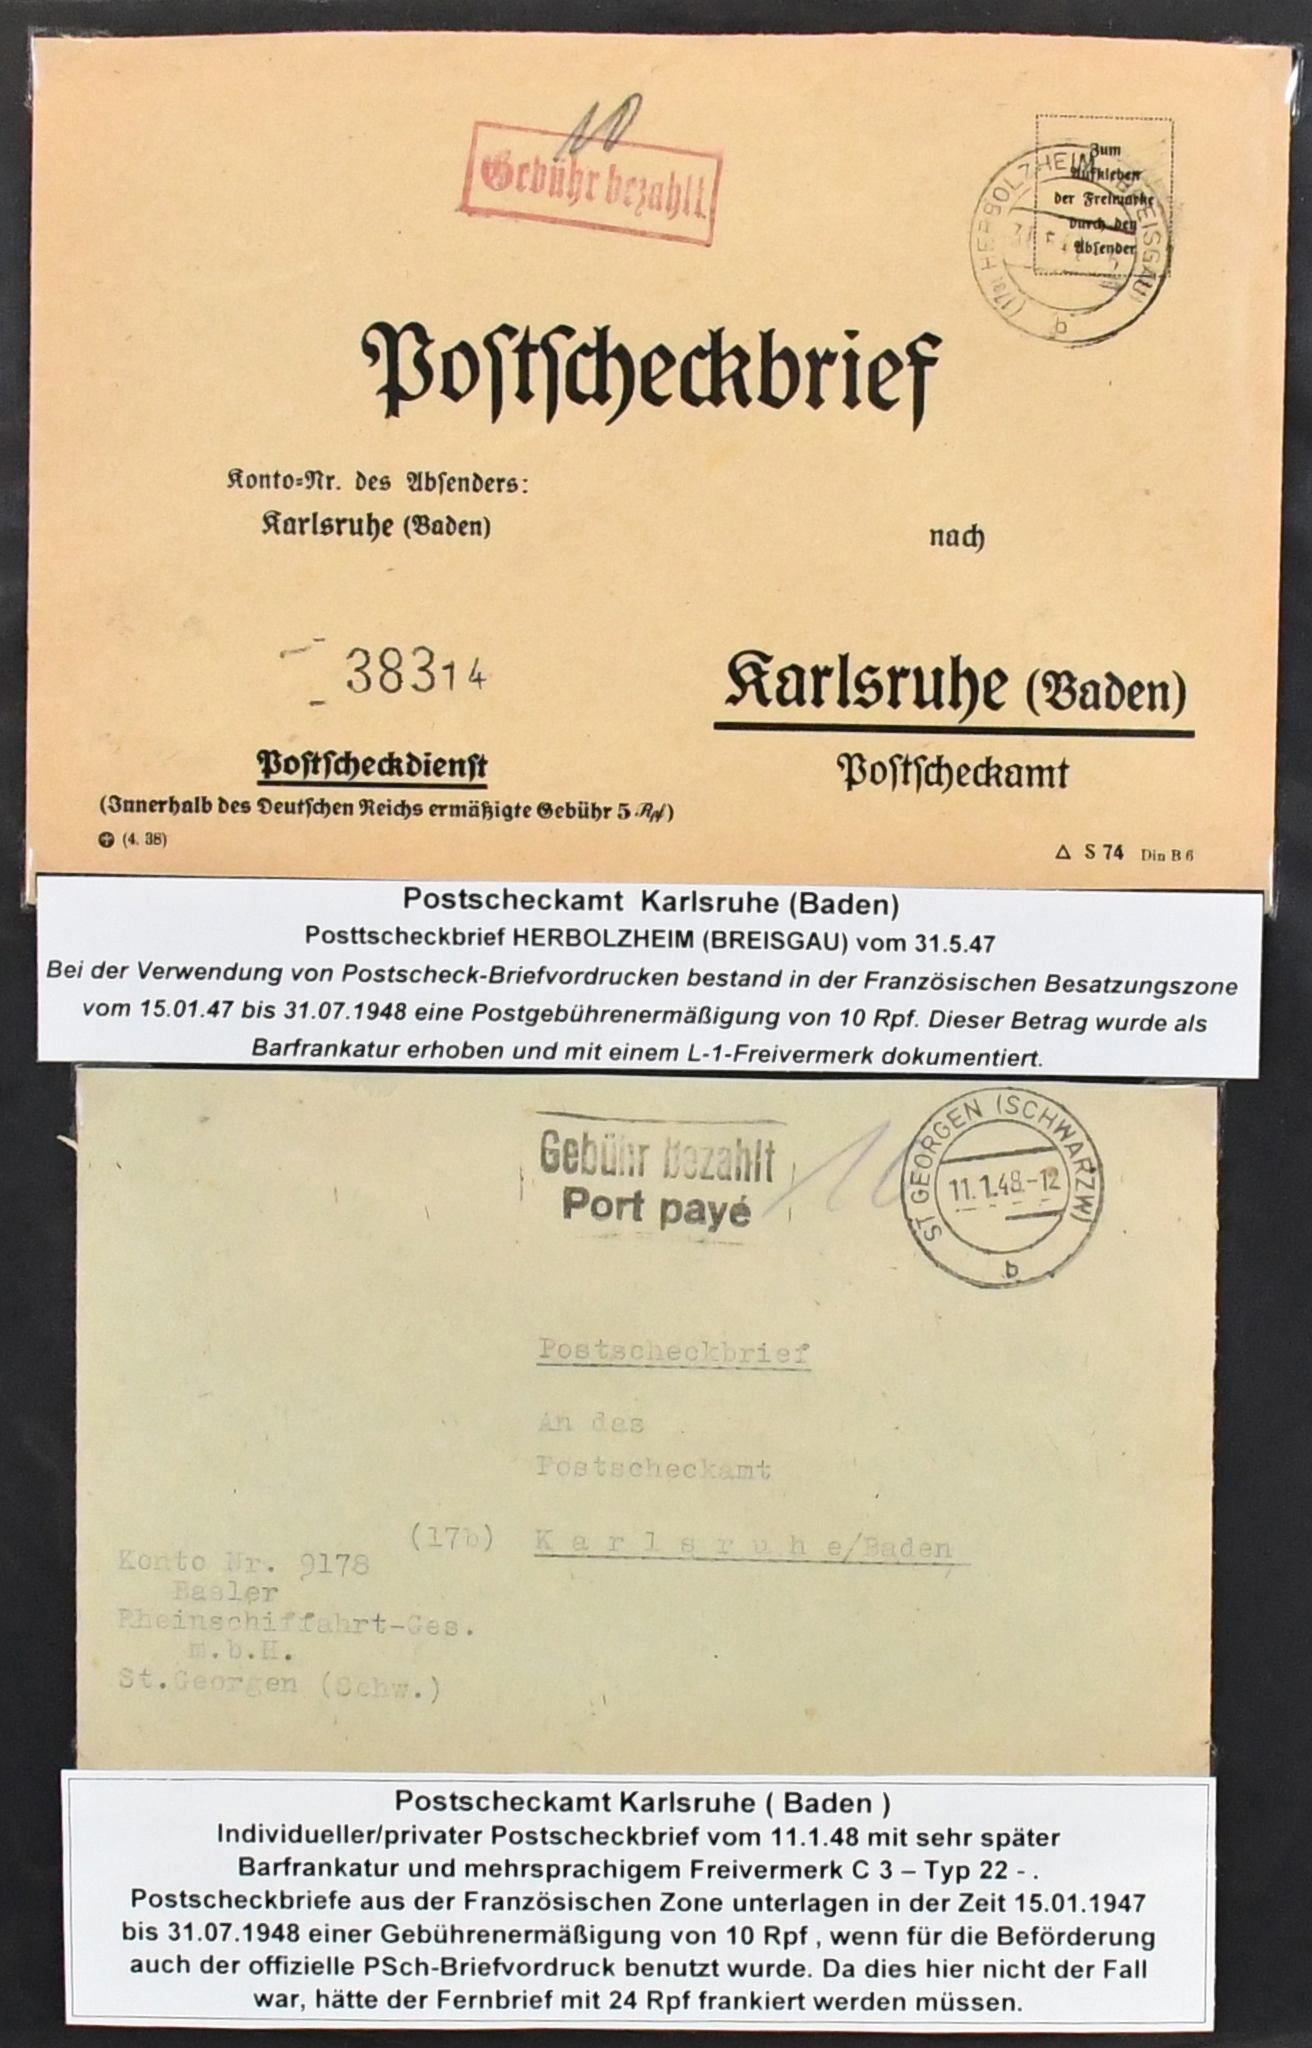 10
Gebühr bezahlt
Zum
Aufkleben
der Freimarke
durch den
Absender
(17a) HERBOLZHEIM (BREISGAU)
b
Postscheckbrief
Konto-Nr. des Absenders:
Karlsruhe (Baden)
nach
38314
Karlsruhe (Baden)
Postscheckdienst
Postscheckamt
(Innerhalb des Deutschen Reichs ermäßigte Gebühr 5 Rpf)
(4. 38)
△ S 74 Din B 6
Postscheckamt Karlsruhe (Baden)
Posttscheckbrief HERBOLZHEIM (BREISGAU) vom 31.5.47
Bei der Verwendung von Postscheck-Briefvordrucken bestand in der Französischen Besatzungszone
vom 15.01.47 bis 31.07.1948 eine Postgebührenermäßigung von 10 Rpf. Dieser Betrag wurde als
Barfrankatur erhoben und mit einem L-1-Freivermerk dokumentiert.
Gebühr bezahlt
Port payé
10
ST GEORGEN (SCHWARZW)
11.1.48.-12
b
Postscheckbrief
An das
Postscheckamt
(17b) Karlsruhe/Baden
Konto Nr. 9178
Basler
Rheinschiffahrt-Ges.
m.b.H.
St.Georgen (Schw.)
Postscheckamt Karlsruhe ( Baden )
Individueller/privater Postscheckbrief vom 11.1.48 mit sehr später
Barfrankatur und mehrsprachigem Freivermerk C 3 – Typ 22 - .
Postscheckbriefe aus der Französischen Zone unterlagen in der Zeit 15.01.1947
bis 31.07.1948 einer Gebührenermäßigung von 10 Rpf , wenn für die Beförderung
auch der offizielle PSch-Briefvordruck benutzt wurde. Da dies hier nicht der Fall
war, hätte der Fernbrief mit 24 Rpf frankiert werden müssen.